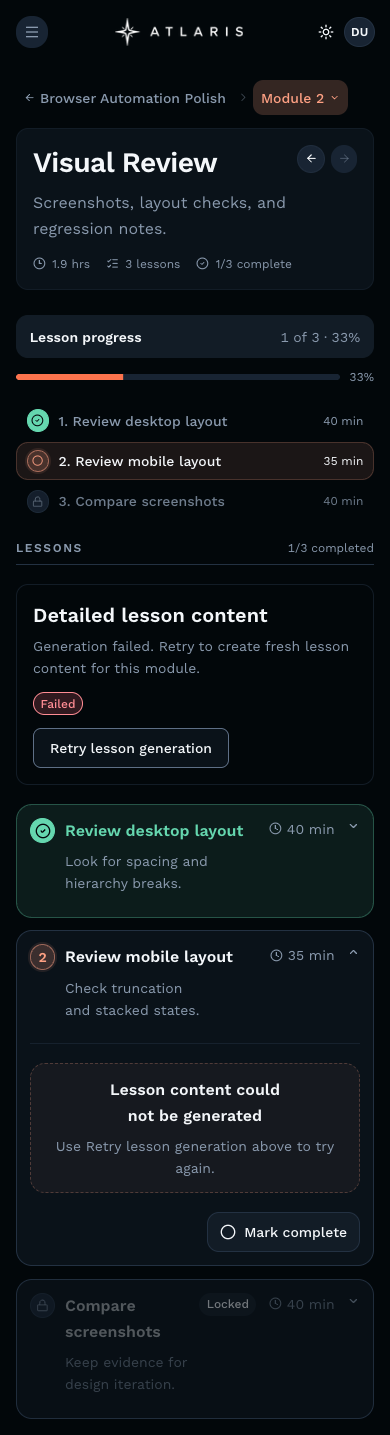 ATLARIS
DU
Browser Automation Polish
Module 2
Visual Review
Screenshots, layout checks, and
regression notes.
1.9 hrs
3 lessons
1/3 complete
Lesson progress
1 of 3 · 33%
33%
1. Review desktop layout
40 min
2. Review mobile layout
35 min
3. Compare screenshots
40 min
LESSONS
1/3 completed
Detailed lesson content
Generation failed. Retry to create fresh lesson
content for this module.
Failed
Retry lesson generation
Review desktop layout
40 min
Look for spacing and
hierarchy breaks.
2
Review mobile layout
35 min
Check truncation
and stacked states.
Lesson content could
not be generated
Use Retry lesson generation above to try
again.
Mark complete
Compare
screenshots
Locked
40 min
Keep evidence for
design iteration.